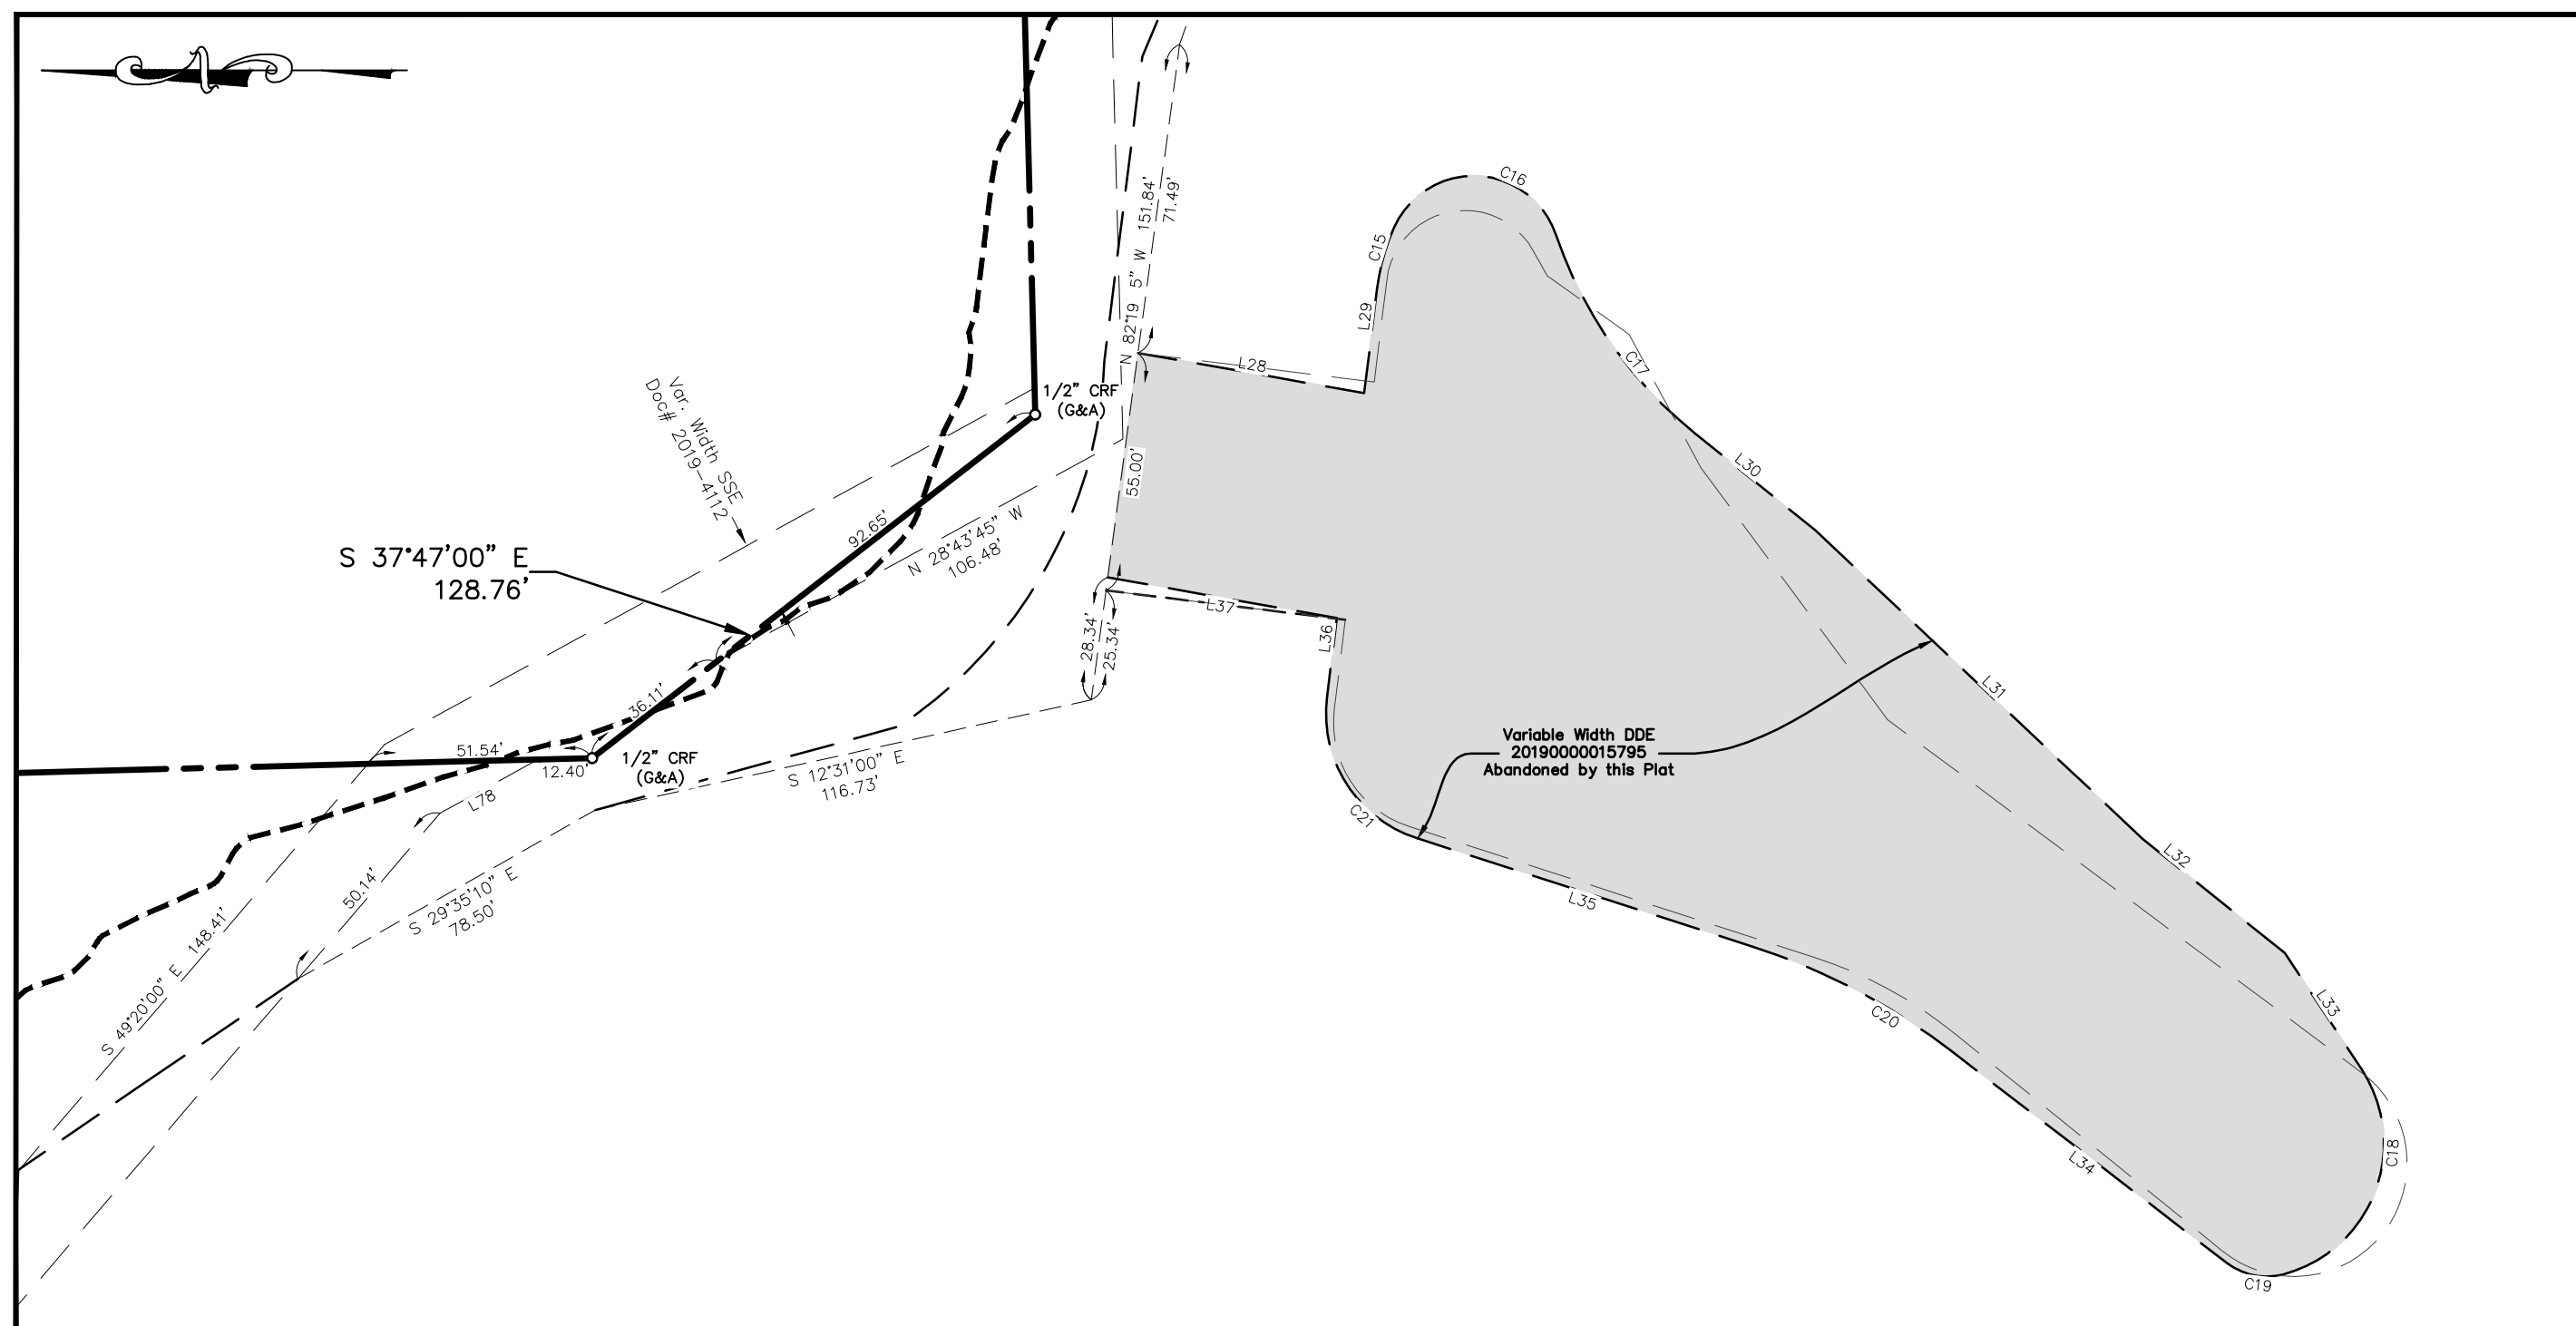 C16
151.84'
71.49'
N 82°19 5" W
C15
L29
C17
L28
1/2" CRF
(G&A)
Var. Width SSE
Doc# 2019-4112
L30
55.00'
92.65'
N 28°43'45" W
106.48'
S 37°47'00" E
128.76'
L37
L36
28.34'
25.34'
L31
36.11'
51.54'
12.40'
1/2" CRF
(G&A)
Variable Width DDE
20190000015795
Abandoned by this Plat
S 12°31'00" E
116.73'
L78
C21
L32
50.14'
L35
S 29°35'10" E
78.50'
S 49°20'00" E 148.41'
L33
C20
C18
L34
C19